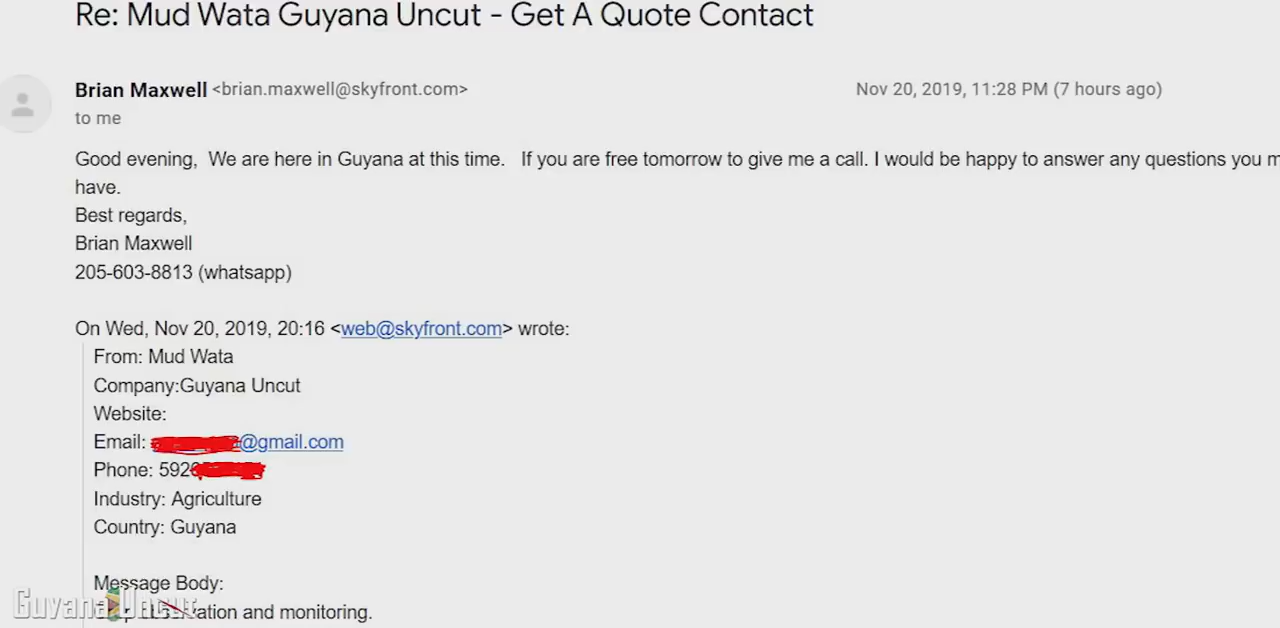 Re: Mud Wata Guyana Uncut - Get A Quote Contact
Brian Maxwell <brian.maxwell@skyfront.com> Nov 20, 2019, 11:28 PM (7 hours ago)
to me
Good evening, We are here in Guyana at this time. If you are free tomorrow to give me a call. I would be happy to answer any questions you m
have.
Best regards,
Brian Maxwell
205-603-8813 (whatsapp)
On Wed, Nov 20, 2019, 20:16 <web@skyfront.com> wrote:
From: Mud Wata
Company:Guyana Uncut
Website:
Email: @gmail.com
Phone: 592
Industry: Agriculture
Country: Guyana
Message Body:
and monitoring.
Guyana Uncut